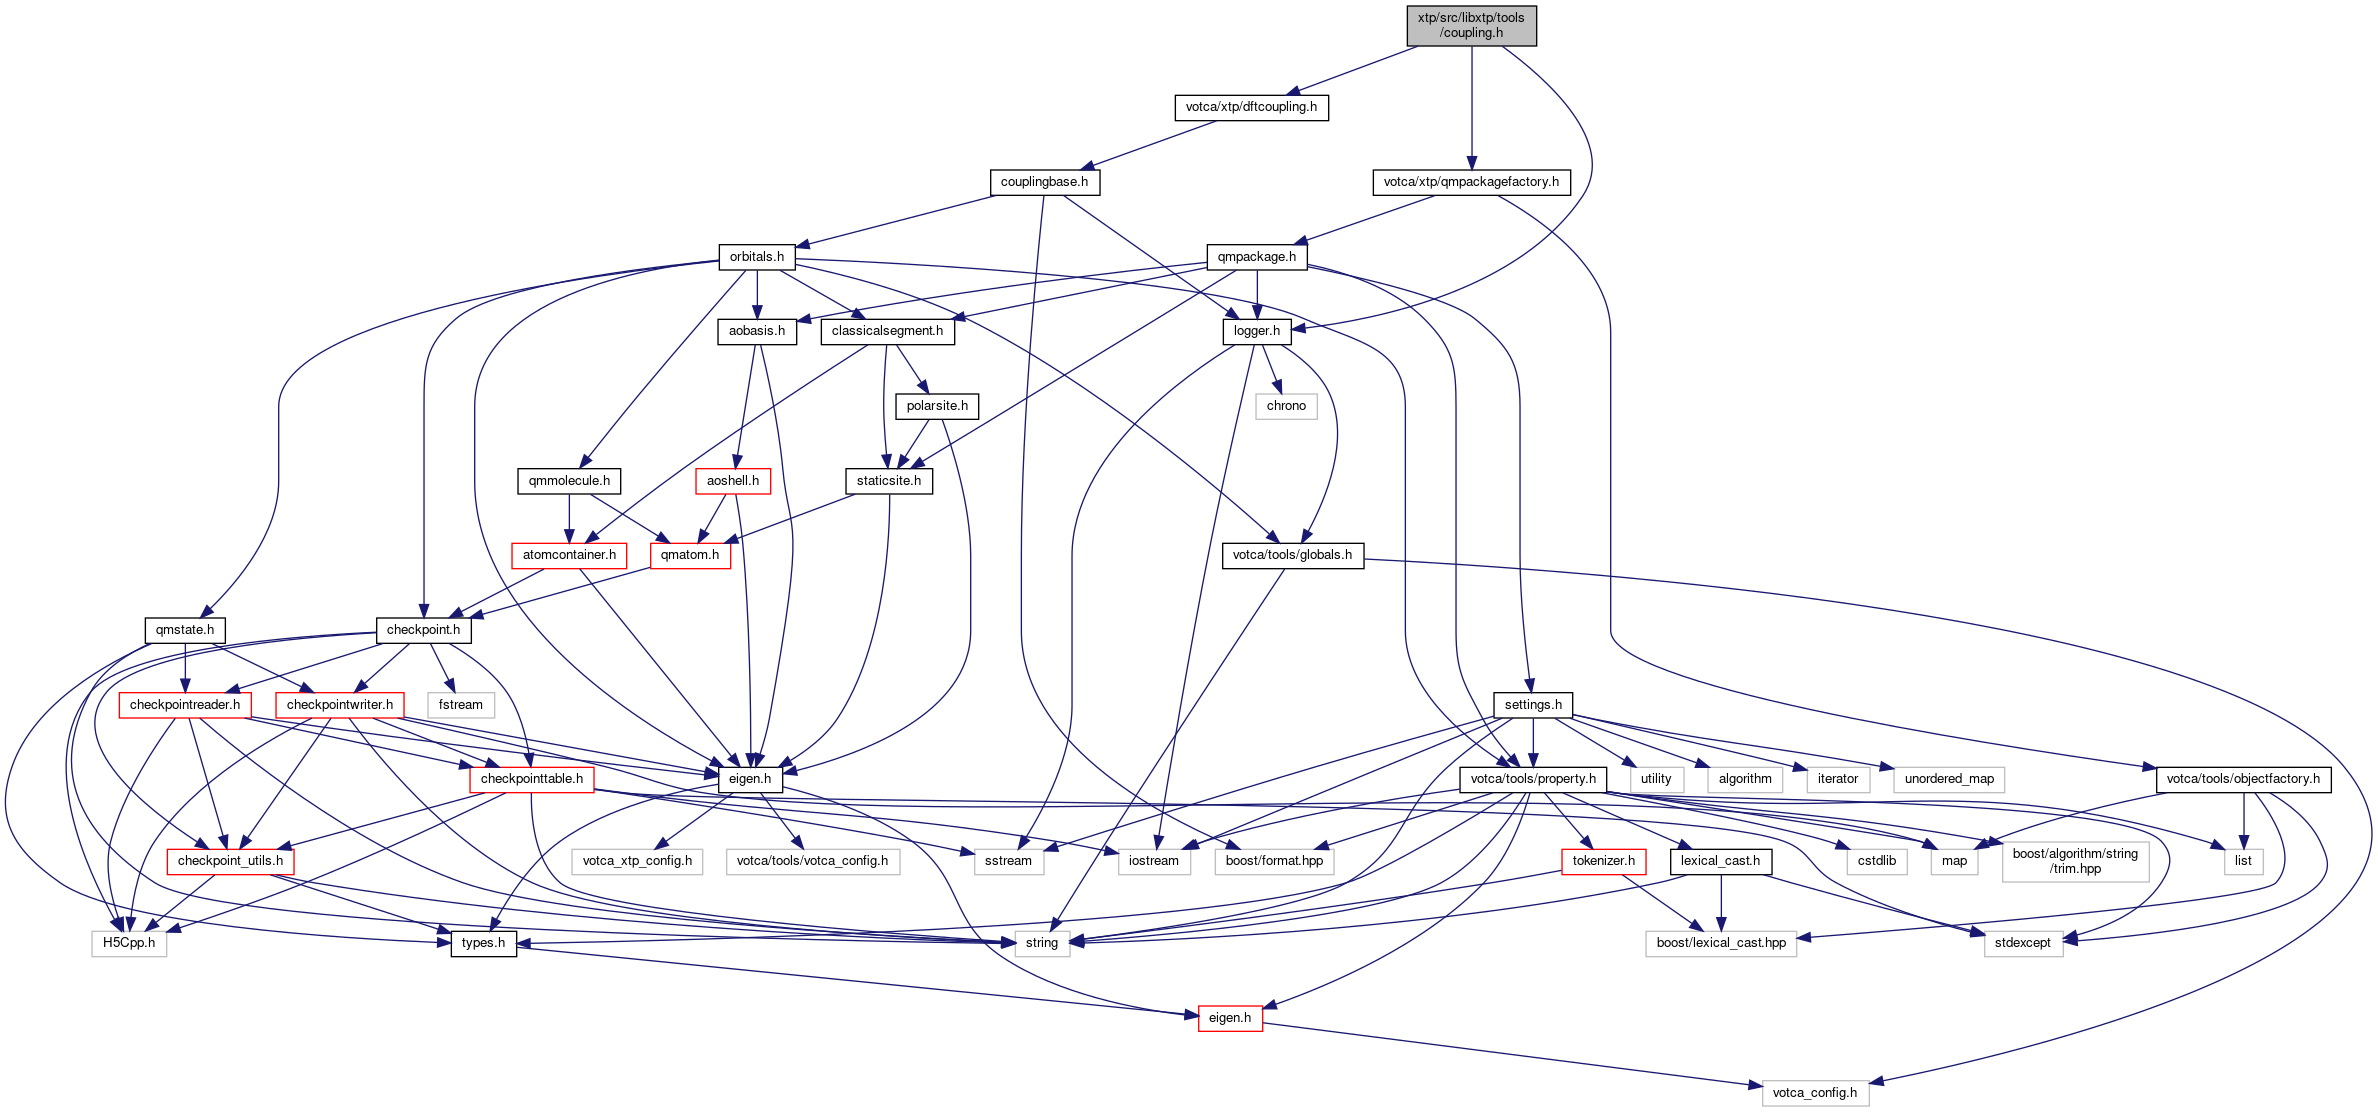 xtp/src/libxtp/tools
/coupling.h
votca/xtp/dftcoupling.h
couplingbase.h
votca/xtp/qmpackagefactory.h
orbitals.h
qmpackage.h
aobasis.h
classicalsegment.h
logger.h
polarsite.h
chrono
qmmolecule.h
aoshell.h
staticsite.h
atomcontainer.h
qmatom.h
votca/tools/globals.h
qmstate.h
checkpoint.h
checkpointreader.h
checkpointwriter.h
fstream
settings.h
checkpointtable.h
eigen.h
votca/tools/property.h
utility
algorithm
iterator
unordered_map
votca/tools/objectfactory.h
checkpoint_utils.h
votca_xtp_config.h
votca/tools/votca_config.h
sstream
iostream
boost/format.hpp
tokenizer.h
lexical_cast.h
cstdlib
map
boost/algorithm/string
/trim.hpp
list
H5Cpp.h
types.h
string
boost/lexical_cast.hpp
stdexcept
eigen.h
votca_config.h